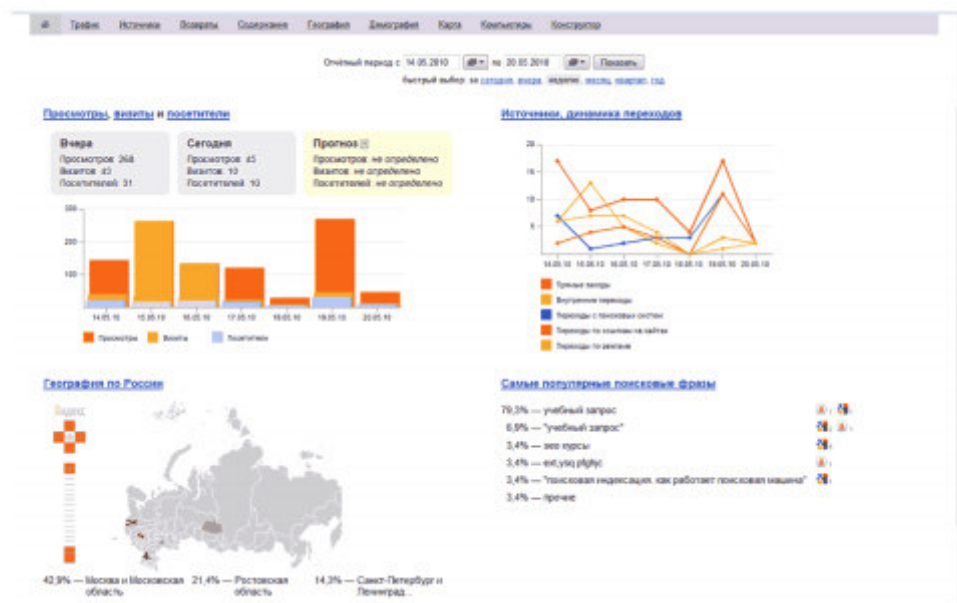 Трафик Источники Возвраты Содержание География Демография Карта Компьютеры Конструктор
Отчётный период с 14.05.2010 по 20.05.2010 Показать
быстрый выбор: за сегодня, вчера, неделю, месяц, квартал, год
Просмотры, визиты и посетители
Вчера
Просмотров: 268
Визитов: 43
Посетителей: 31
Сегодня
Просмотров: 45
Визитов: 10
Посетителей: 10
Прогноз
Просмотров: не определено
Визитов: не определено
Посетителей: не определено
300
200
100
14.05.10 15.05.10 16.05.10 17.05.10 18.05.10 19.05.10 20.05.10
Просмотры Визиты Посетители
Источники, динамика переходов
20
15
10
5
14.05.10 15.05.10 16.05.10 17.05.10 18.05.10 19.05.10 20.05.10
Прямые заходы
Внутренние переходы
Переходы с поисковых систем
Переходы по ссылкам на сайтах
Переходы по рекламе
География по России
Яндекс
42,9% — Москва и Московская область
21,4% — Ростовская область
14,3% — Санкт-Петербург и Ленинград...
Самые популярные поисковые фразы
79,3% — учебный запрос
6,9% — "учебный запрос"
3,4% — seo курсы
3,4% — ext,ysq pfghjc
3,4% — "поисковая индексация. как работает поисковая машина"
3,4% — прочие